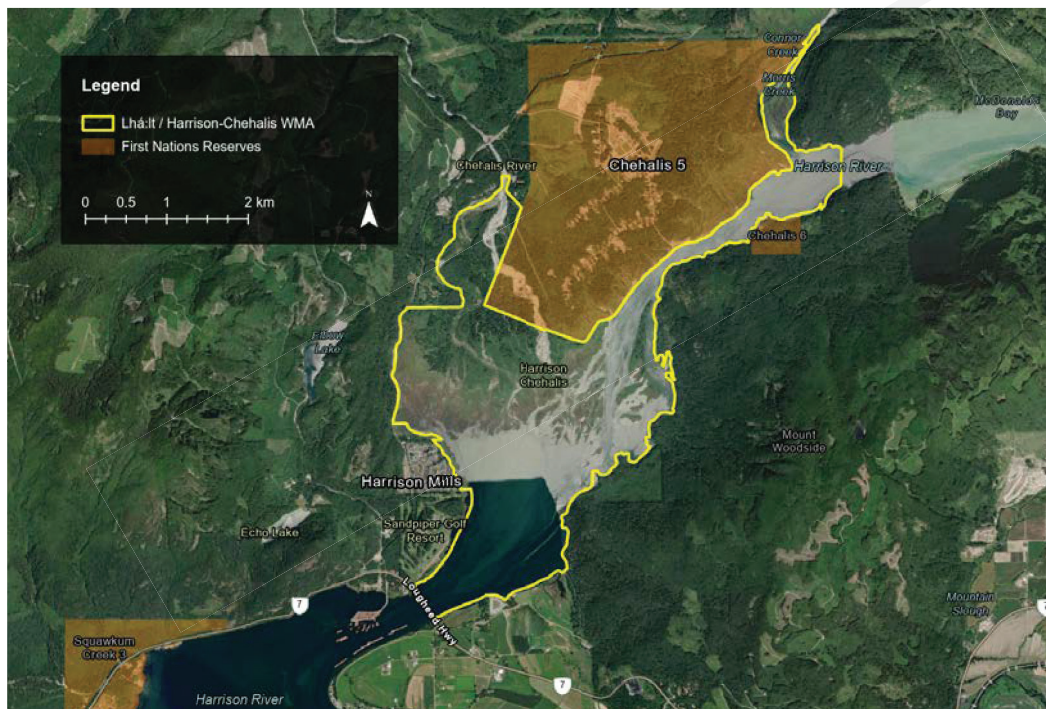 Legend
Lhá:lt / Harrison-Chehalis WMA
First Nations Reserves
0 0.5 1 2 km
N
Connor
Creek
Morris
Creek
McDonalds
Bay
Chehalis River
Chehalis 5
Harrison River
Chehalis 6
Elbow
Lake
Harrison
Chehalis
Mount
Woodside
Harrison Mills
Echo Lake
Sandpiper Golf
Resort
Lougheed Hwy
7
Mountain
Slough
7
Squawkum
Creek 3
Harrison River
7